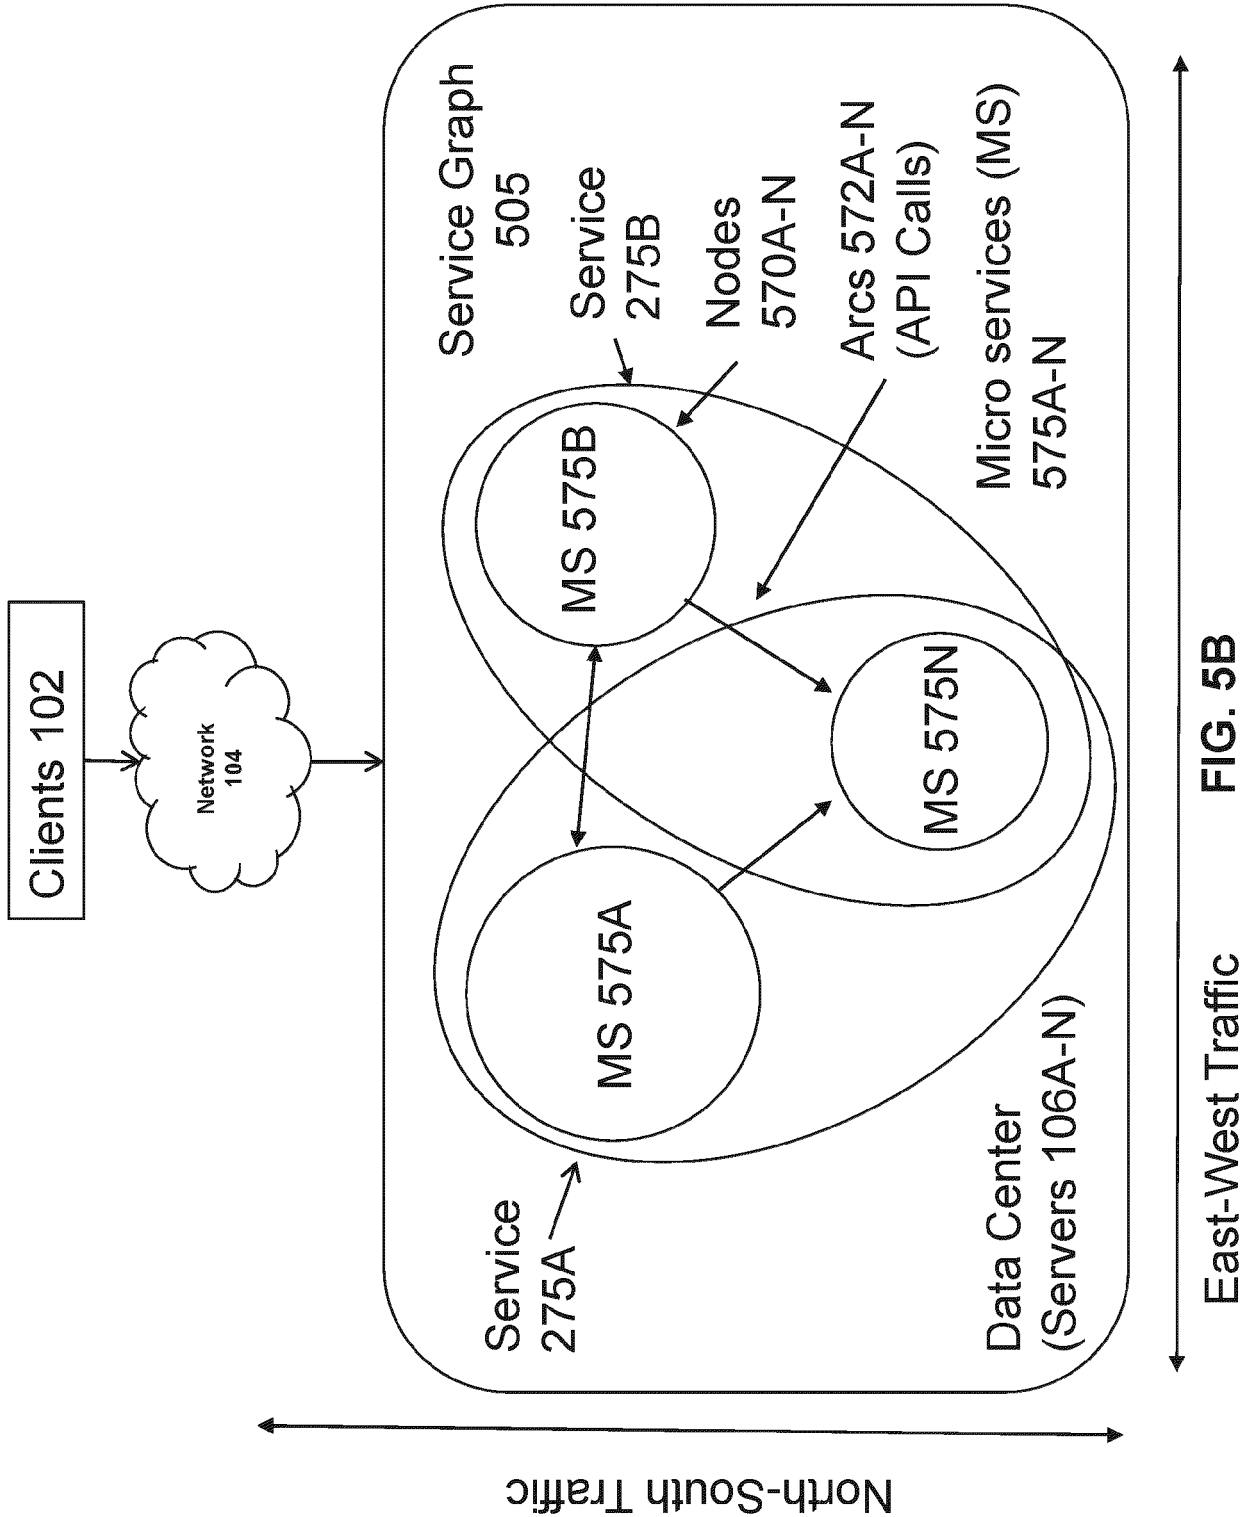 Clients 102
Network
104
Service Graph
505
Service
275B
Nodes
570A-N
Arcs 572A-N
(API Calls)
Micro services (MS)
575A-N
MS 575B
MS 575A
MS 575N
Service
275A
Data Center
(Servers 106A-N)
North-South Traffic
East-West Traffic
FIG. 5B